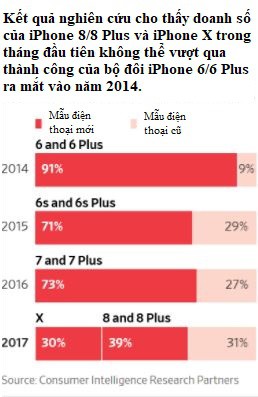 Kết quả nghiên cứu cho thấy doanh số
của iPhone 8/8 Plus và iPhone X trong
tháng đầu tiên không thể vượt qua
thành công của bộ đôi iPhone 6/6 Plus
ra mắt vào năm 2014.
Mẫu điện
thoại mới
Mẫu điện
thoại cũ
6 and 6 Plus
2014 91% 9%
6s and 6s Plus
2015 71% 29%
7 and 7 Plus
2016 73% 27%
X 8 and 8 Plus
2017 30% 39% 31%
Source: Consumer Intelligence Research Partners